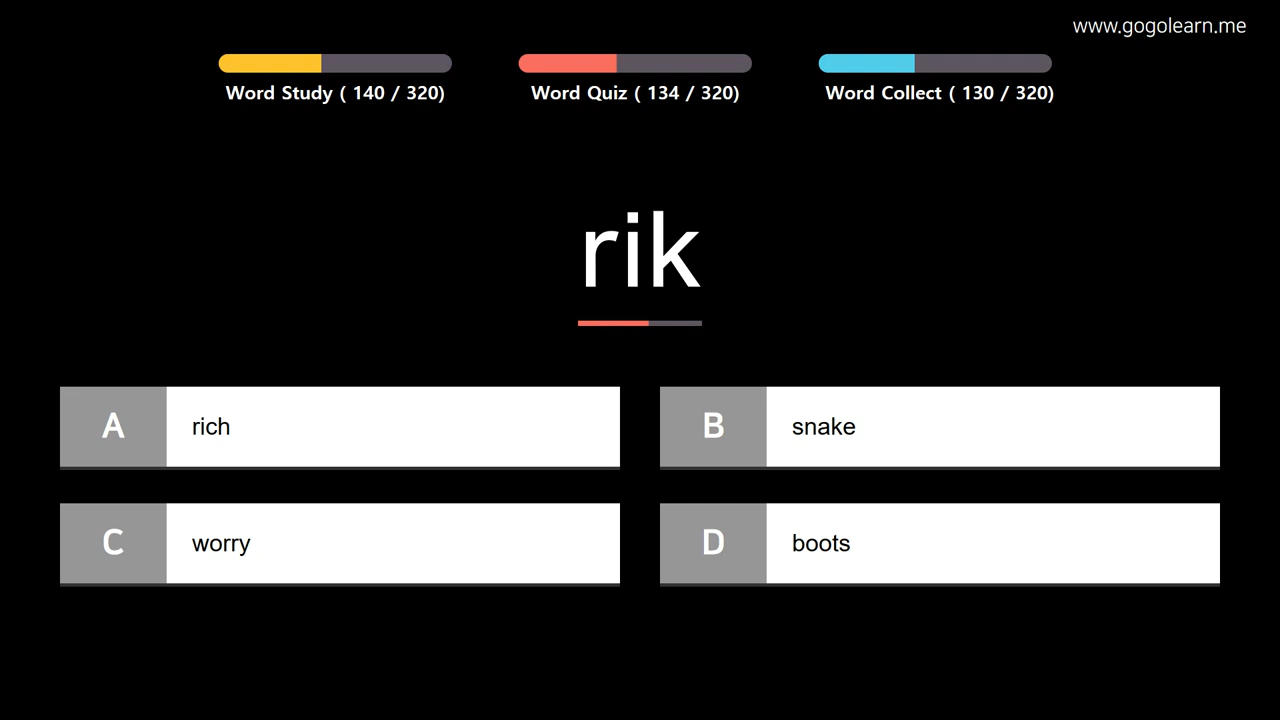 www.gogolearn.me
Word Study ( 140 / 320)
Word Quiz ( 134 / 320)
Word Collect ( 130 / 320)
rik
A rich
B snake
C worry
D boots